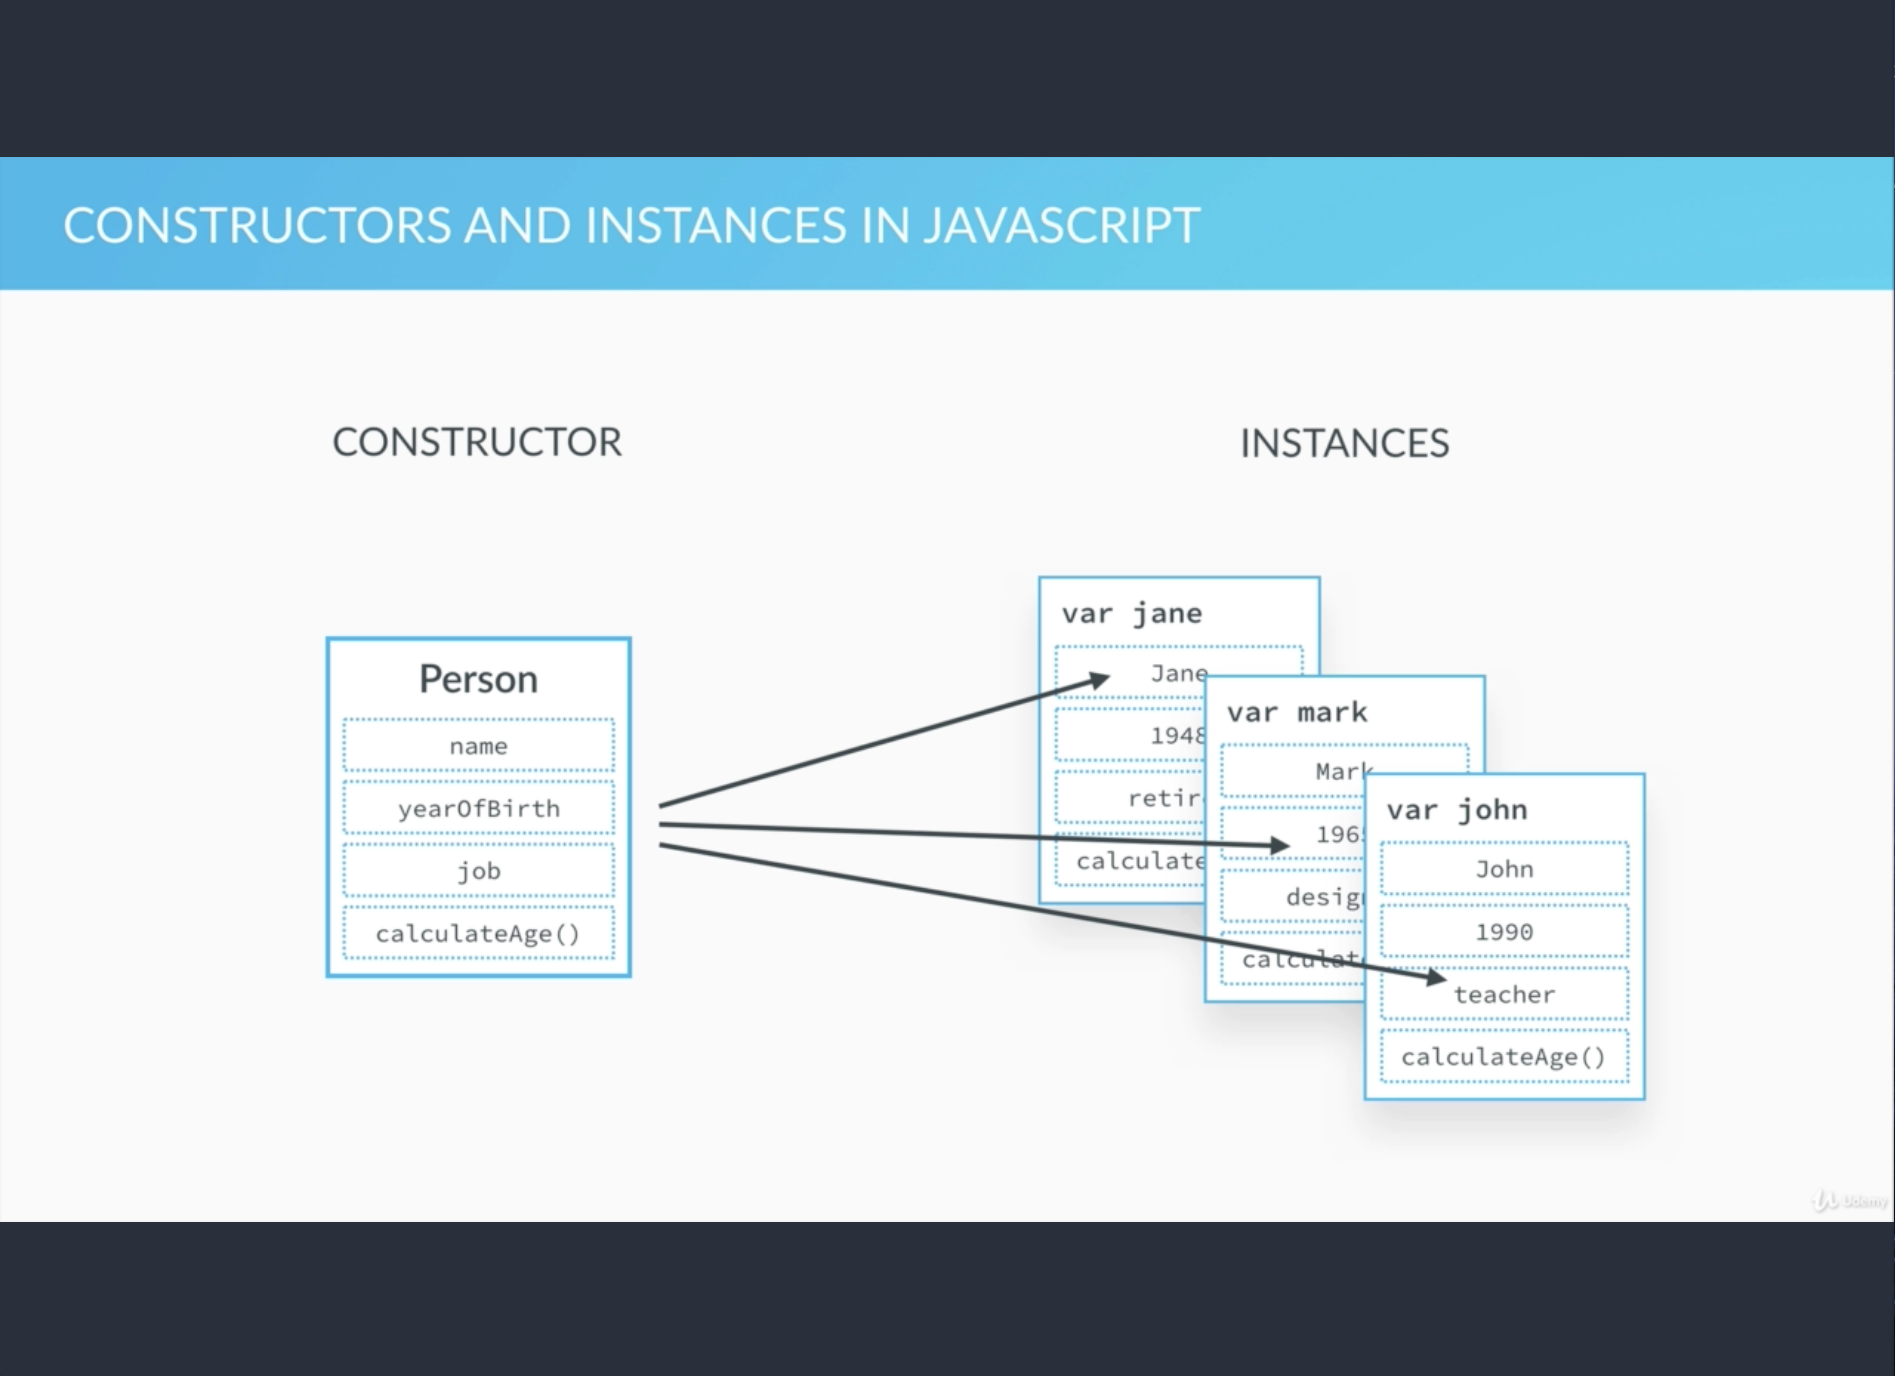 CONSTRUCTORS AND INSTANCES IN JAVASCRIPT
CONSTRUCTOR
INSTANCES
Person
name
yearOfBirth
job
calculateAge()
var jane
Jane
1948
retir
calculate
var mark
Mark
196
design
calculat
var john
John
1990
teacher
calculateAge()
Udemy